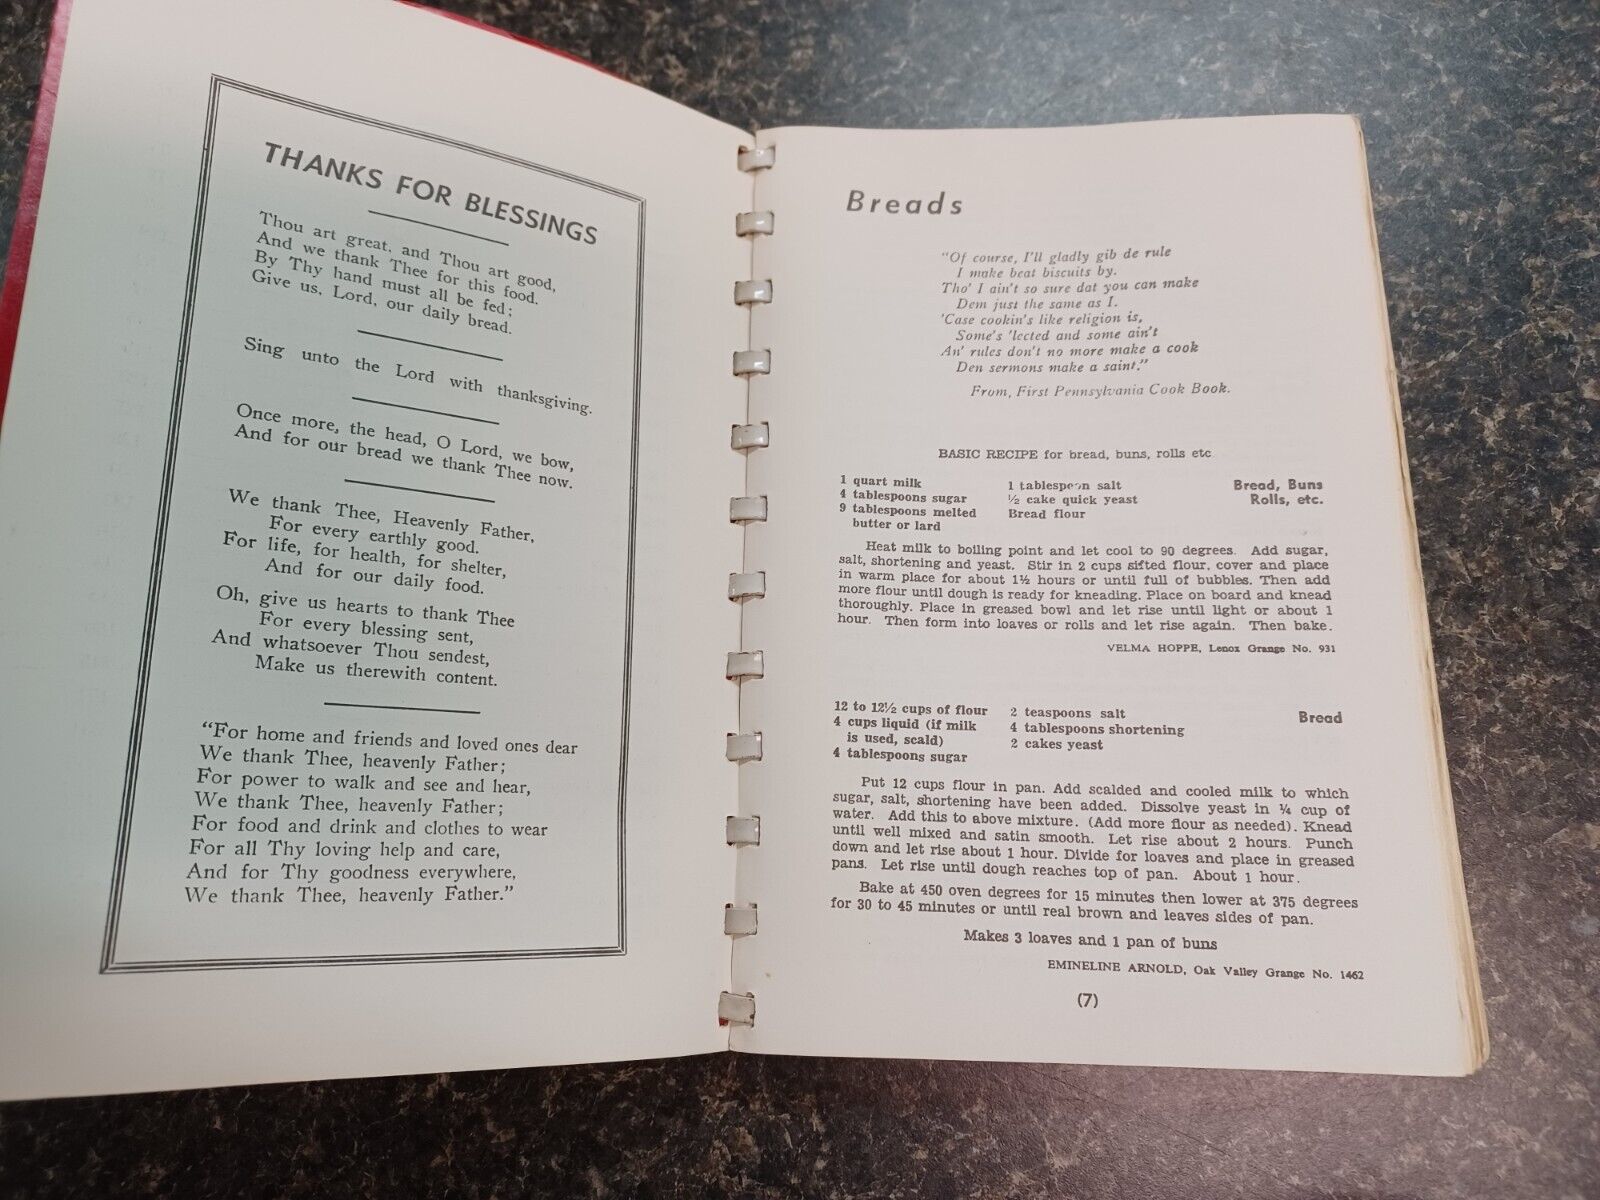 THANKS FOR BLESSINGS
Thou art great, and Thou art good,
And we thank Thee for this food.
By Thy hand must all be fed;
Give us, Lord, our daily bread.
Sing unto the Lord with thanksgiving.
Once more, the head, O Lord, we bow,
And for our bread we thank Thee now.
We thank Thee, Heavenly Father,
For every earthly good.
For life, for health, for shelter,
And for our daily food.
Oh, give us hearts to thank Thee
For every blessing sent,
And whatsoever Thou sendest,
Make us therewith content.
"For home and friends and loved ones dear
We thank Thee, heavenly Father;
For power to walk and see and hear,
We thank Thee, heavenly Father;
For food and drink and clothes to wear
For all Thy loving help and care,
And for Thy goodness everywhere,
We thank Thee, heavenly Father."
Breads
"Of course, I'll gladly gib de rule
I make beat biscuits by.
Tho' I ain't so sure dat you can make
Dem just the same as I.
'Case cookin's like religion is,
Some's 'lected and some ain't
An' rules don't no more make a cook
Den sermons make a saint."
From, First Pennsylvania Cook Book.
BASIC RECIPE for bread, buns, rolls etc
1 quart milk
4 tablespoons sugar
9 tablespoons melted
butter or lard
1 tablespoon salt
½ cake quick yeast
Bread flour
Bread, Buns
Rolls, etc.
Heat milk to boiling point and let cool to 90 degrees. Add sugar,
salt, shortening and yeast. Stir in 2 cups sifted flour, cover and place
in warm place for about 1½ hours or until full of bubbles. Then add
more flour until dough is ready for kneading. Place on board and knead
thoroughly. Place in greased bowl and let rise until light or about 1
hour. Then form into loaves or rolls and let rise again. Then bake.
VELMA HOPPE, Lenox Grange No. 931
12 to 12½ cups of flour
4 cups liquid (if milk
is used, scald)
4 tablespoons sugar
2 teaspoons salt
4 tablespoons shortening
2 cakes yeast
Bread
Put 12 cups flour in pan. Add scalded and cooled milk to which
sugar, salt, shortening have been added. Dissolve yeast in ¼ cup of
water. Add this to above mixture. (Add more flour as needed). Knead
until well mixed and satin smooth. Let rise about 2 hours. Punch
down and let rise about 1 hour. Divide for loaves and place in greased
pans. Let rise until dough reaches top of pan. About 1 hour.
Bake at 450 oven degrees for 15 minutes then lower at 375 degrees
for 30 to 45 minutes or until real brown and leaves sides of pan.
Makes 3 loaves and 1 pan of buns
EMINELINE ARNOLD, Oak Valley Grange No. 1462
(7)